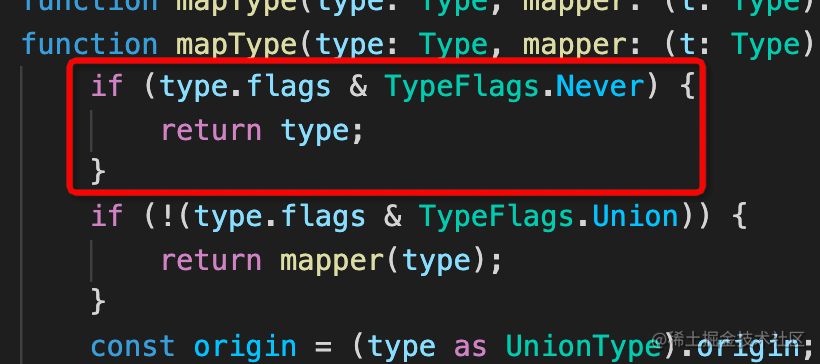 function mapType(type: Type, mapper: (t: Type)
function mapType(type: Type, mapper: (t: Type)
if (type.flags & TypeFlags.Never) {
return type;
}
if (!(type.flags & TypeFlags.Union)) {
return mapper(type);
}
const origin = (type as UnionType).origin;
@稀土掘金技术社区